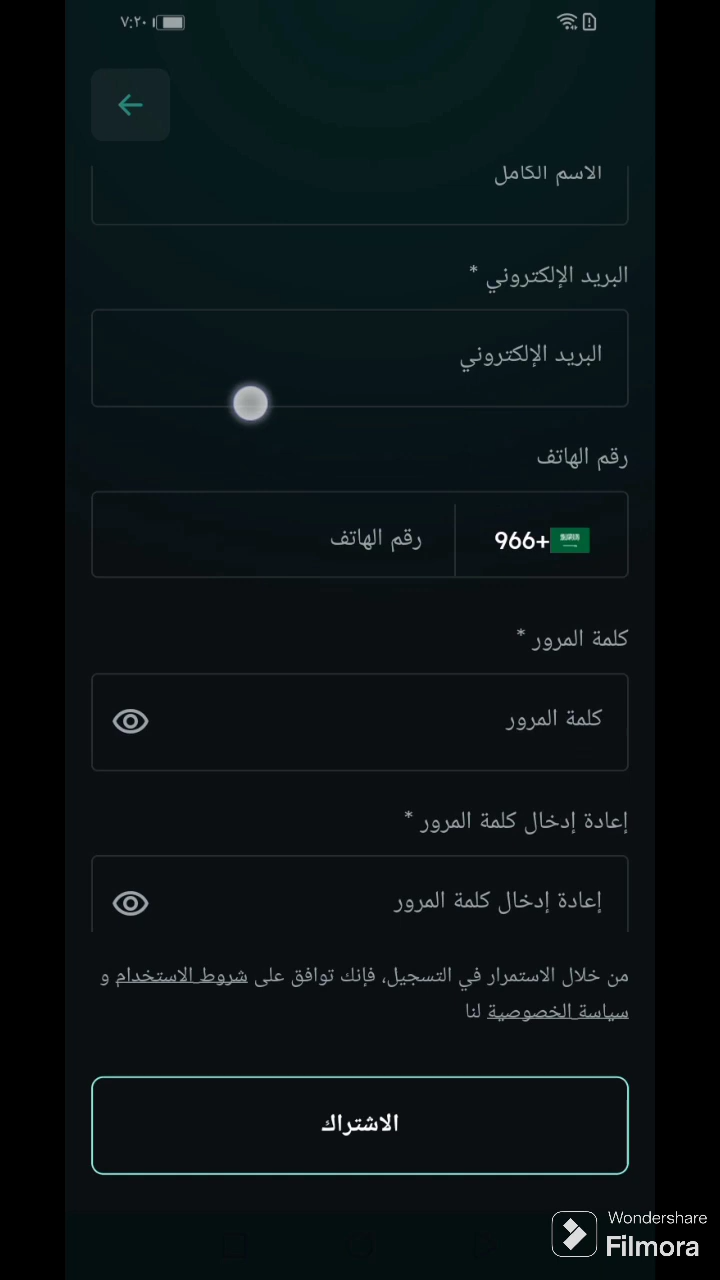 ٧:٢٠
الاسم الكامل
البريد الإلكتروني *
البريد الإلكتروني
رقم الهاتف
+966
رقم الهاتف
كلمة المرور *
كلمة المرور
إعادة إدخال كلمة المرور *
إعادة إدخال كلمة المرور
من خلال الاستمرار في التسجيل، فإنك توافق على شروط الاستخدام و
سياسة الخصوصية لنا
الاشتراك
Wondershare
Filmora